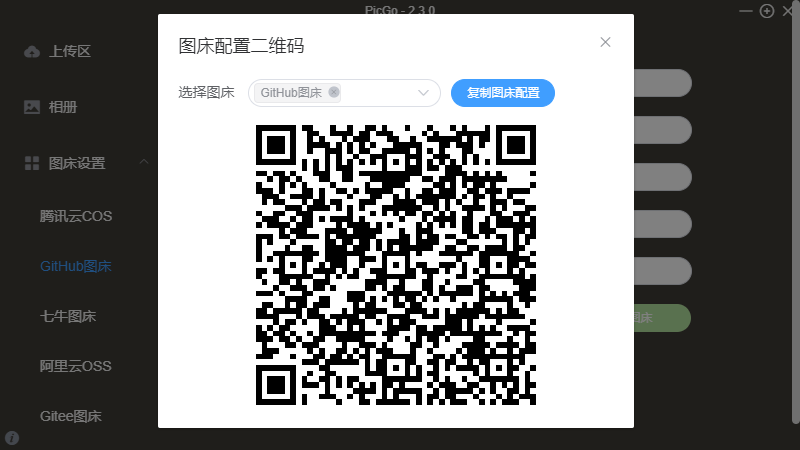 PicGo - 2.3.0
上传区
相册
图床设置
腾讯云COS
GitHub图床
七牛图床
阿里云OSS
Gitee图床
图床配置二维码
选择图床
GitHub图床
复制图床配置
图床